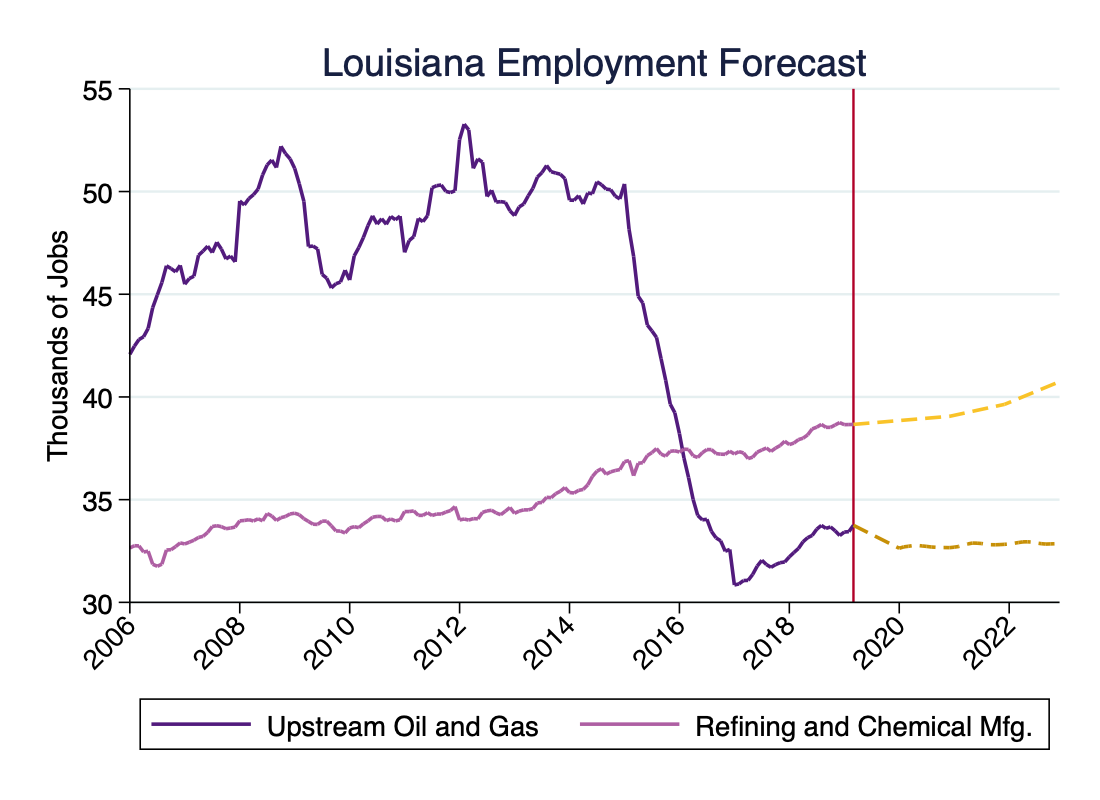 Louisiana Employment Forecast
Thousands of Jobs
55
50
45
40
35
30
2006 2008 2010 2012 2014 2016 2018 2020 2022
Upstream Oil and Gas Refining and Chemical Mfg.